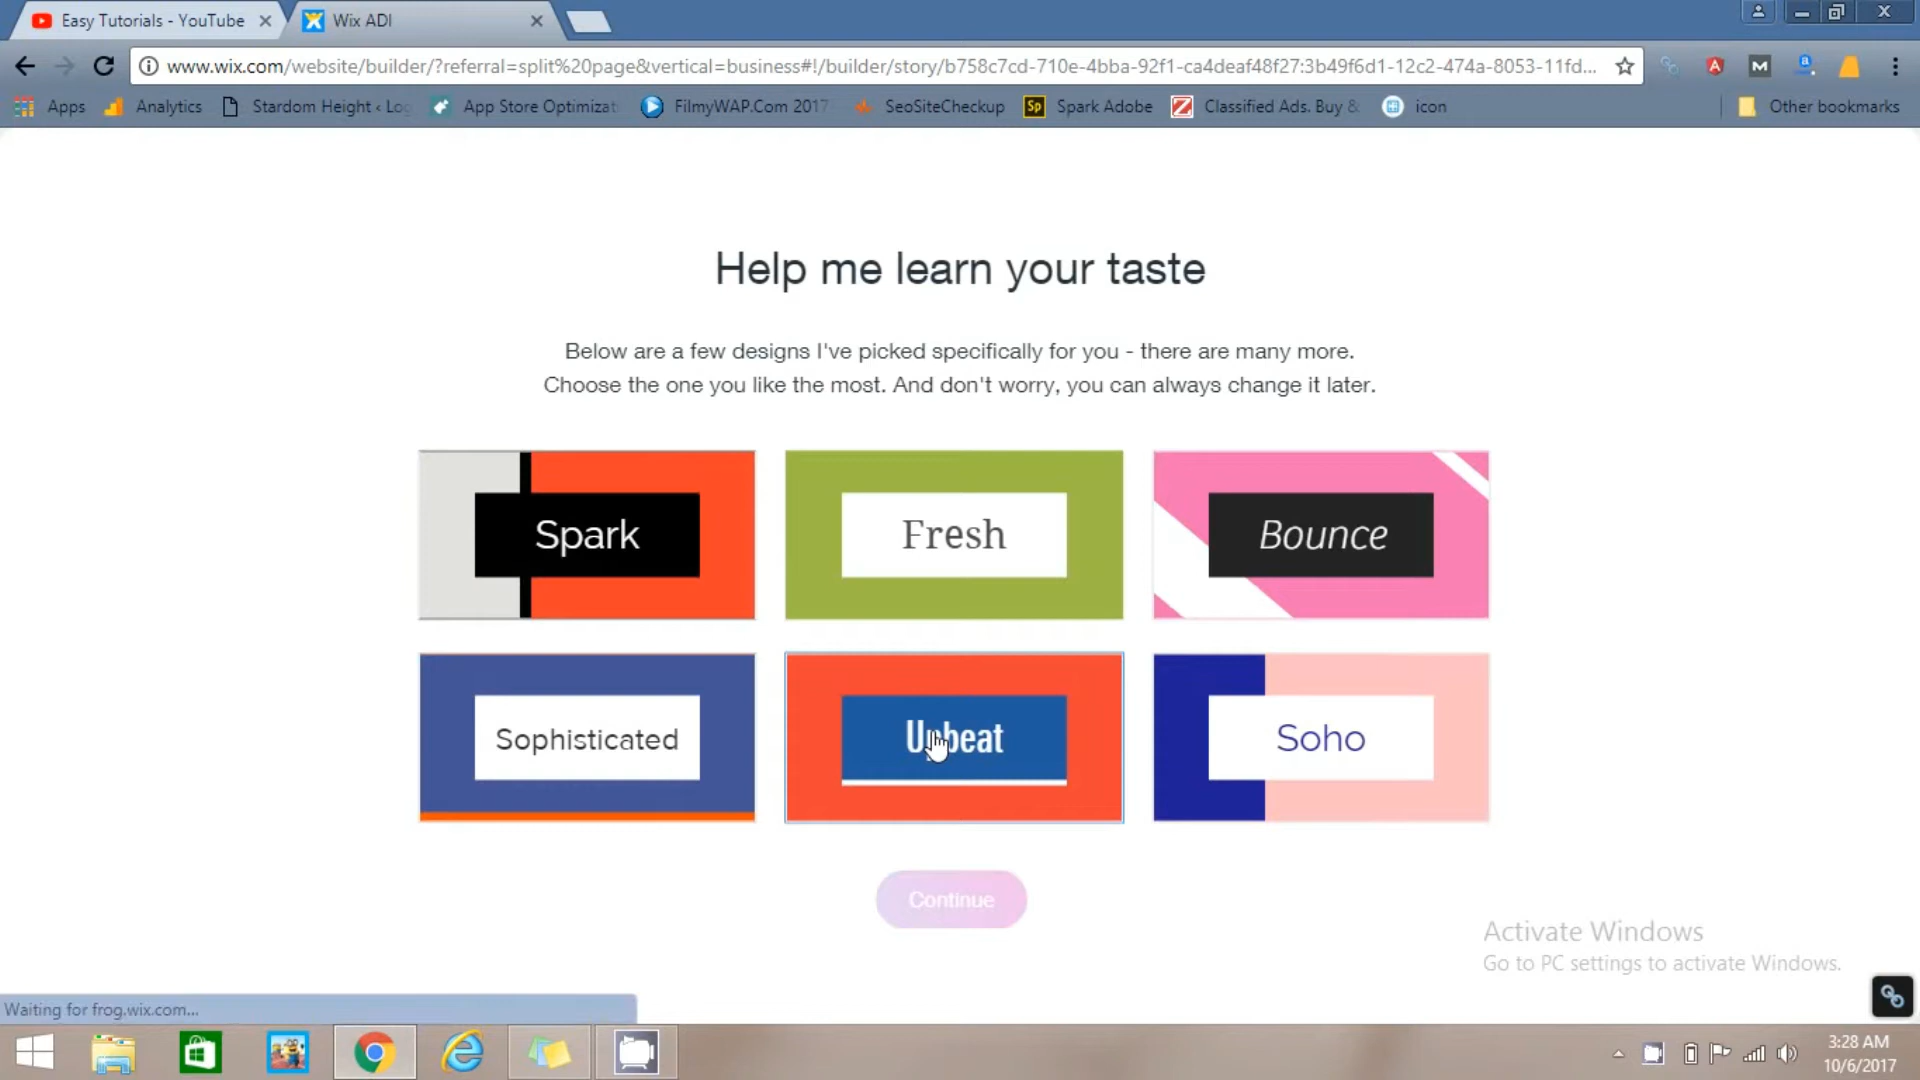 Easy Tutorials - YouTube
Wix ADI
www.wix.com/website/builder/?referral=split%20page&vertical=business#!/builder/story/b758c7cd-710e-4bba-92f1-ca4deaf48f27:3b49f6d1-12c2-474a-8053-11fd...
Apps
Analytics
Stardom Height ‹ Log
App Store Optimizat
FilmyWAP.Com 2017
SeoSiteCheckup
Sp
Spark Adobe
Classified Ads. Buy &
icon
Other bookmarks
Help me learn your taste
Below are a few designs I've picked specifically for you - there are many more.
Choose the one you like the most. And don't worry, you can always change it later.
Spark
Fresh
Bounce
Sophisticated
Upbeat
Soho
Continue
Activate Windows
Go to PC settings to activate Windows.
Waiting for frog.wix.com...
3:28 AM
10/6/2017